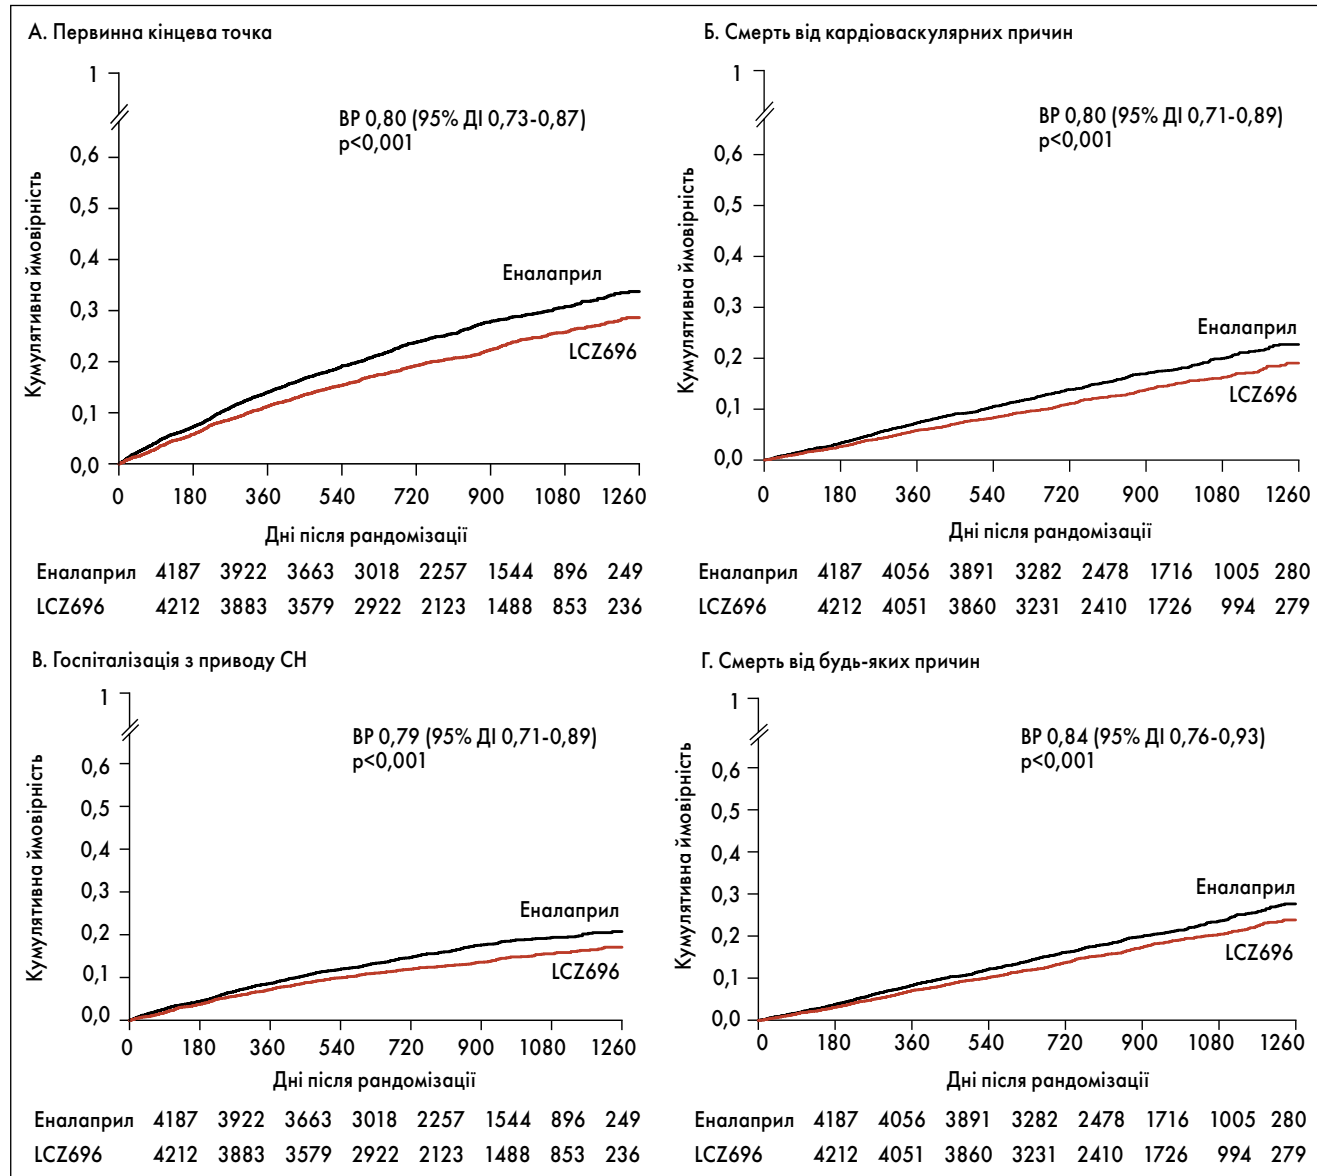 А. Первинна кінцева точка
1
ВР 0,80 (95% ДІ 0,73-0,87)
p<0,001
0,6
0,5
0,4
0,3
0,2
0,1
0,0
Кумулятивна ймовірність
Еналаприл
LCZ696
0 180 360 540 720 900 1080 1260
Дні після рандомізації
Еналаприл 4187 3922 3663 3018 2257 1544 896 249
LCZ696 4212 3883 3579 2922 2123 1488 853 236
Б. Смерть від кардіоваскулярних причин
1
ВР 0,80 (95% ДІ 0,71-0,89)
p<0,001
0,6
0,5
0,4
0,3
0,2
0,1
0,0
Кумулятивна ймовірність
Еналаприл
LCZ696
0 180 360 540 720 900 1080 1260
Дні після рандомізації
Еналаприл 4187 4056 3891 3282 2478 1716 1005 280
LCZ696 4212 4051 3860 3231 2410 1726 994 279
В. Госпіталізація з приводу СН
1
ВР 0,79 (95% ДІ 0,71-0,89)
p<0,001
0,6
0,5
0,4
0,3
0,2
0,1
0,0
Кумулятивна ймовірність
Еналаприл
LCZ696
0 180 360 540 720 900 1080 1260
Дні після рандомізації
Еналаприл 4187 3922 3663 3018 2257 1544 896 249
LCZ696 4212 3883 3579 2922 2123 1488 853 236
Г. Смерть від будь-яких причин
1
ВР 0,84 (95% ДІ 0,76-0,93)
p<0,001
0,6
0,5
0,4
0,3
0,2
0,1
0,0
Кумулятивна ймовірність
Еналаприл
LCZ696
0 180 360 540 720 900 1080 1260
Дні після рандомізації
Еналаприл 4187 4056 3891 3282 2478 1716 1005 280
LCZ696 4212 4051 3860 3231 2410 1726 994 279